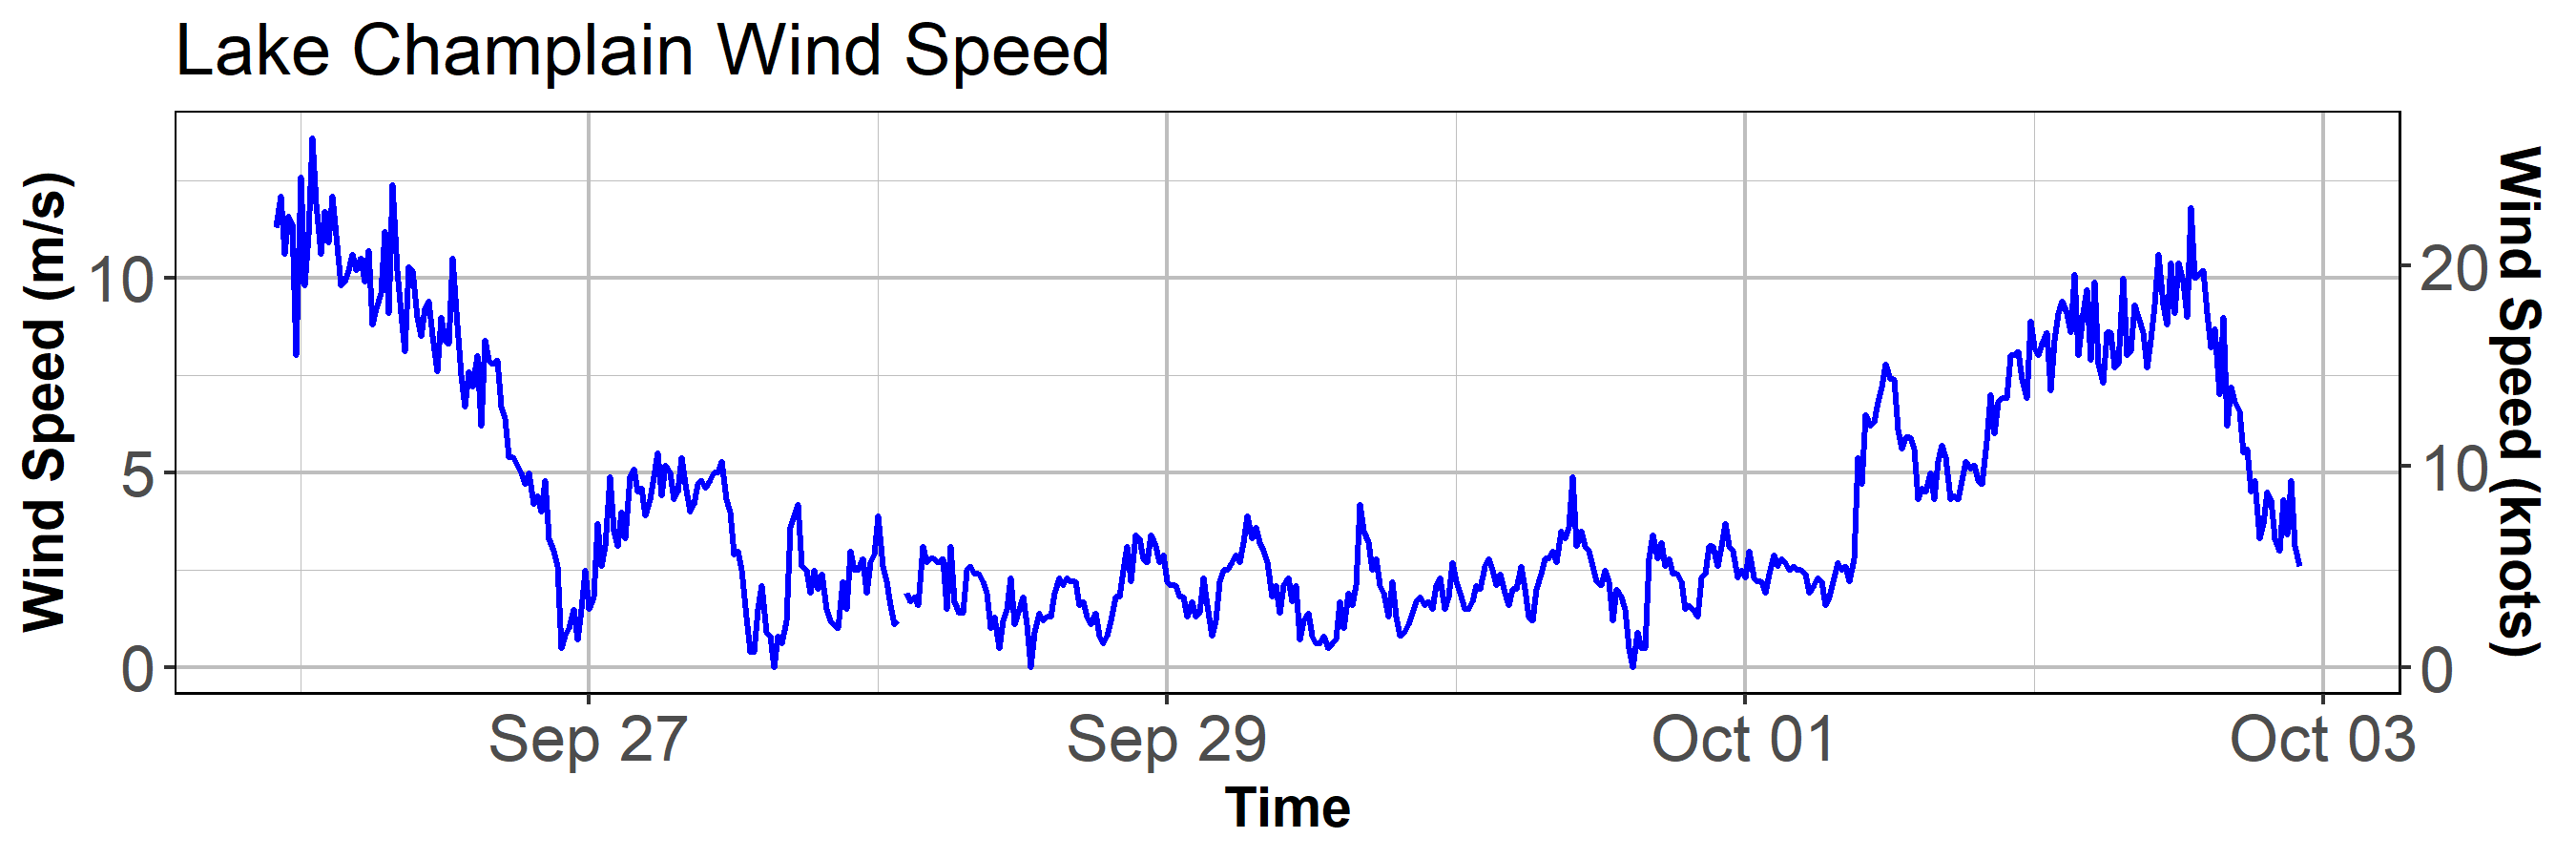 Lake Champlain Wind Speed
Wind Speed (m/s)
10
5
0
20
10
0
Wind Speed (knots)
Sep 27
Sep 29
Oct 01
Oct 03
Time